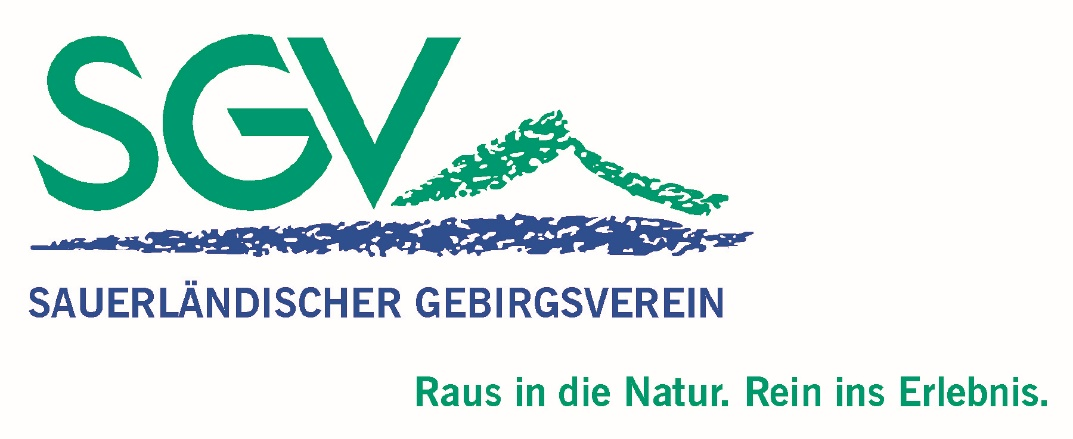 SGV
SAUERLÄNDISCHER GEBIRGSVEREIN
Raus in die Natur. Rein ins Erlebnis.